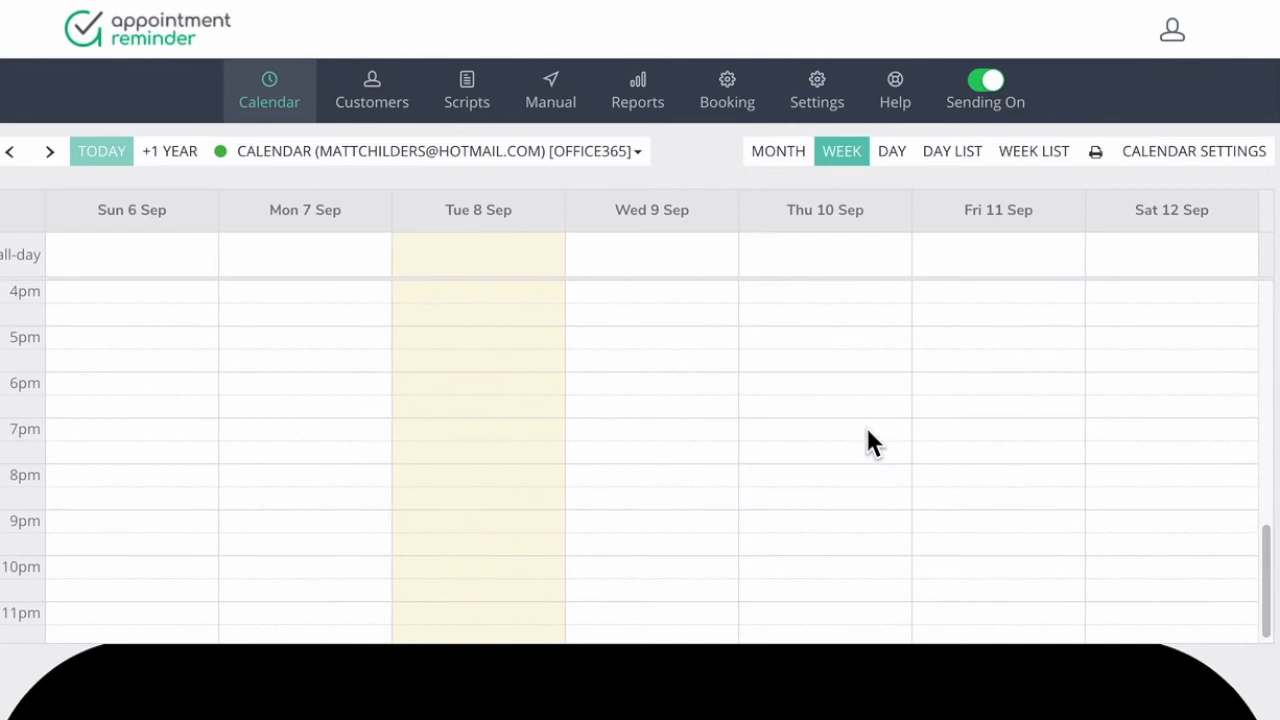 appointment
reminder
Calendar Customers Scripts Manual Reports Booking Settings Help Sending On
TODAY +1 YEAR CALENDAR (MATTCHILDERS@HOTMAIL.COM) [OFFICE365] MONTH WEEK DAY DAY LIST WEEK LIST CALENDAR SETTINGS
Sun 6 Sep Mon 7 Sep Tue 8 Sep Wed 9 Sep Thu 10 Sep Fri 11 Sep Sat 12 Sep
all-day
4pm
5pm
6pm
7pm
8pm
9pm
10pm
11pm